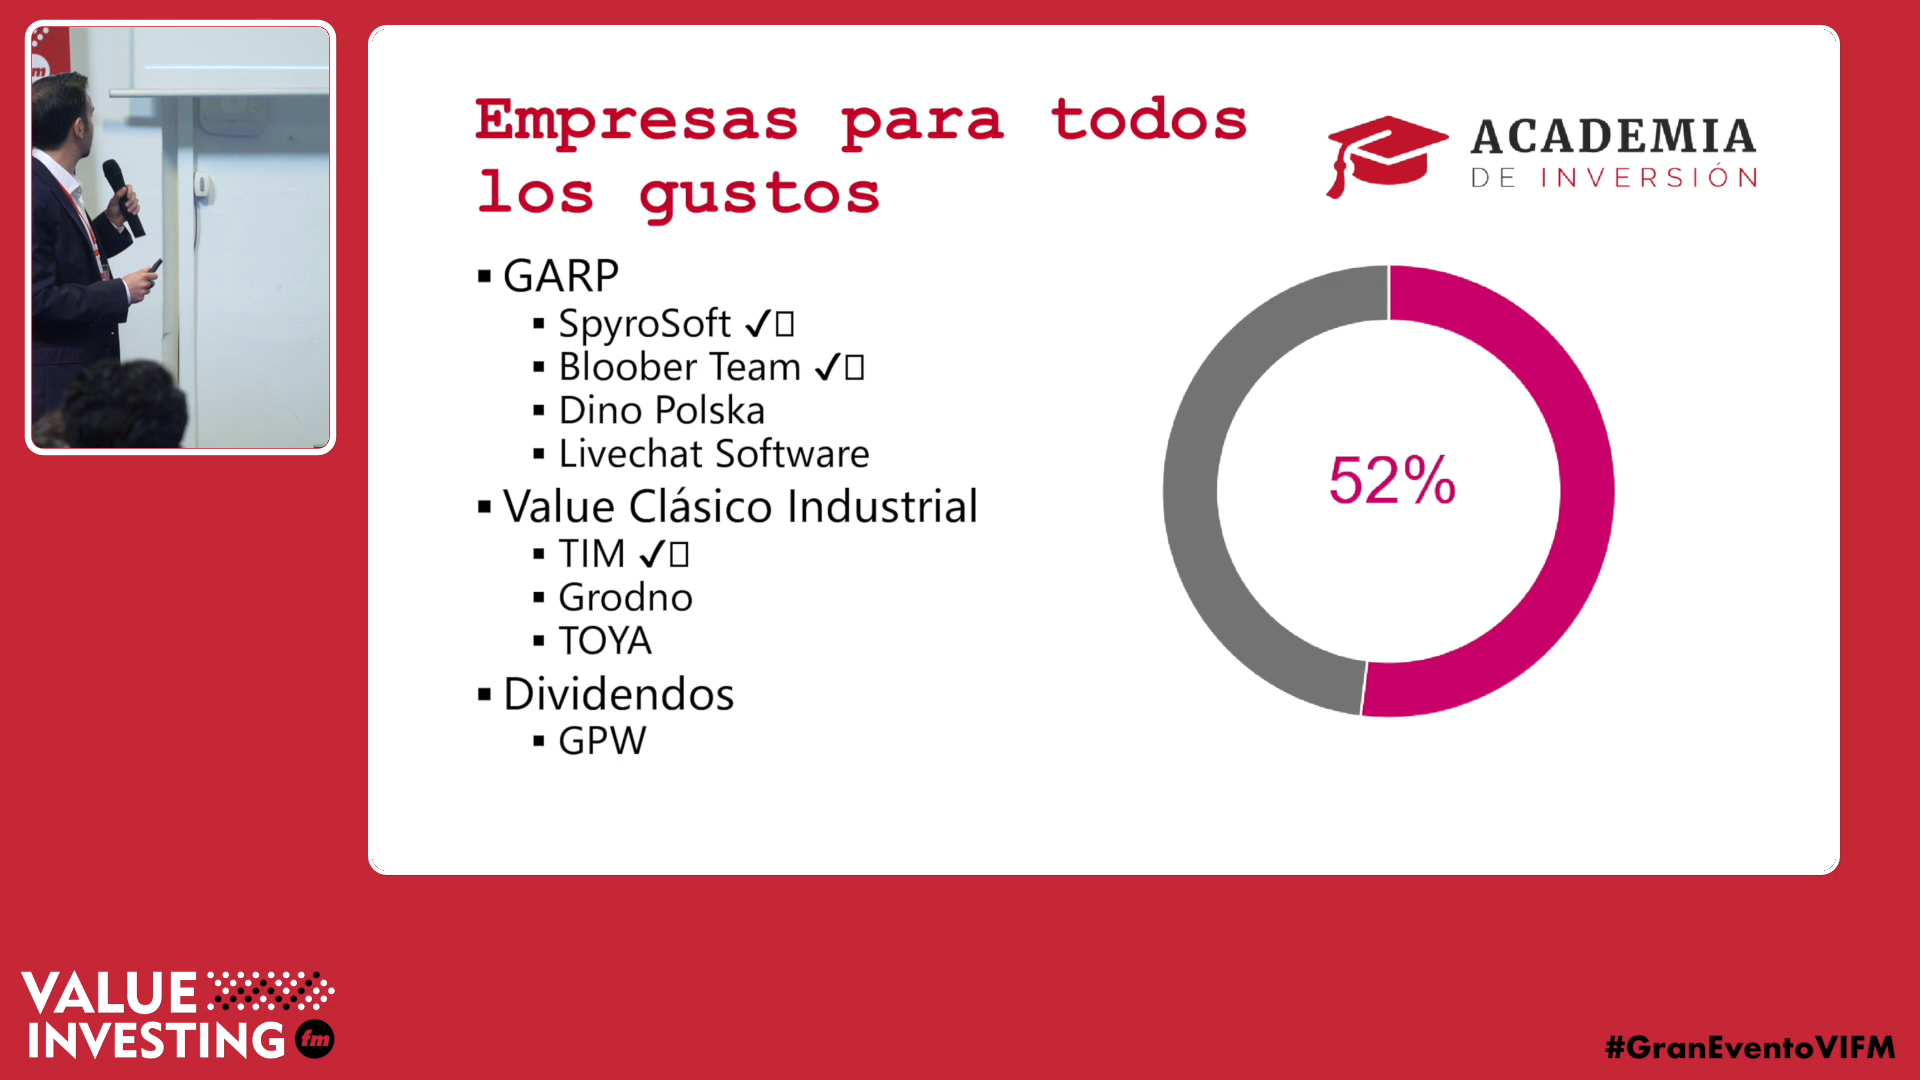 m
Empresas para todos
los gustos
ACADEMIA
DE INVERSIÓN
▪ GARP
▪ SpyroSoft ✓▯
▪ Bloober Team ✓▯
▪ Dino Polska
▪ Livechat Software
▪ Value Clásico Industrial
▪ TIM ✓▯
▪ Grodno
▪ TOYA
▪ Dividendos
▪ GPW
52%
VALUE
INVESTING fm
#GranEventoVIFM